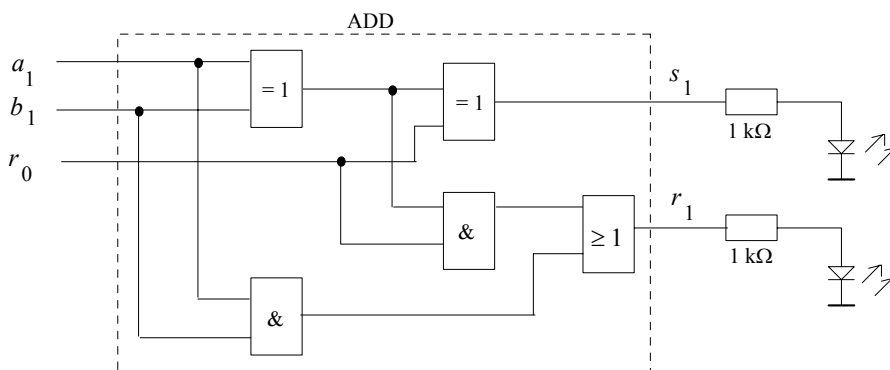 ADD
a₁
= 1
s₁
b₁
= 1
1 kΩ
r₀
&
≥ 1
r₁
1 kΩ
&